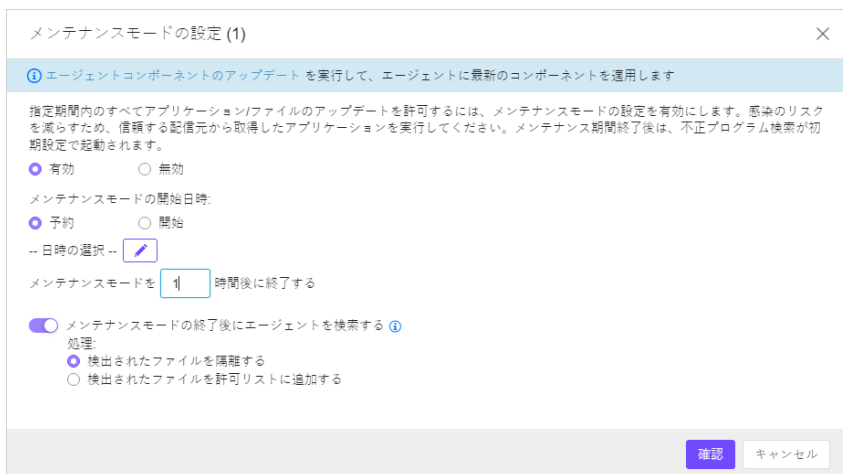 メンテナンスモードの設定 (1)
エージェントコンポーネントのアップデート を実行して、エージェントに最新のコンポーネントを適用します
指定期間内のすべてアプリケーション/ファイルのアップデートを許可するには、メンテナンスモードの設定を有効にします。感染のリスク
を減らすため、信頼する配信元から取得したアプリケーションを実行してください。メンテナンス期間終了後は、不正プログラム検索が初
期設定で起動されます。
有効 無効
メンテナンスモードの開始日時:
予約 開始
-- 日時の選択 --
メンテナンスモードを 1 時間後に終了する
メンテナンスモードの終了後にエージェントを検索する
処理:
検出されたファイルを隔離する
検出されたファイルを許可リストに追加する
確認 キャンセル